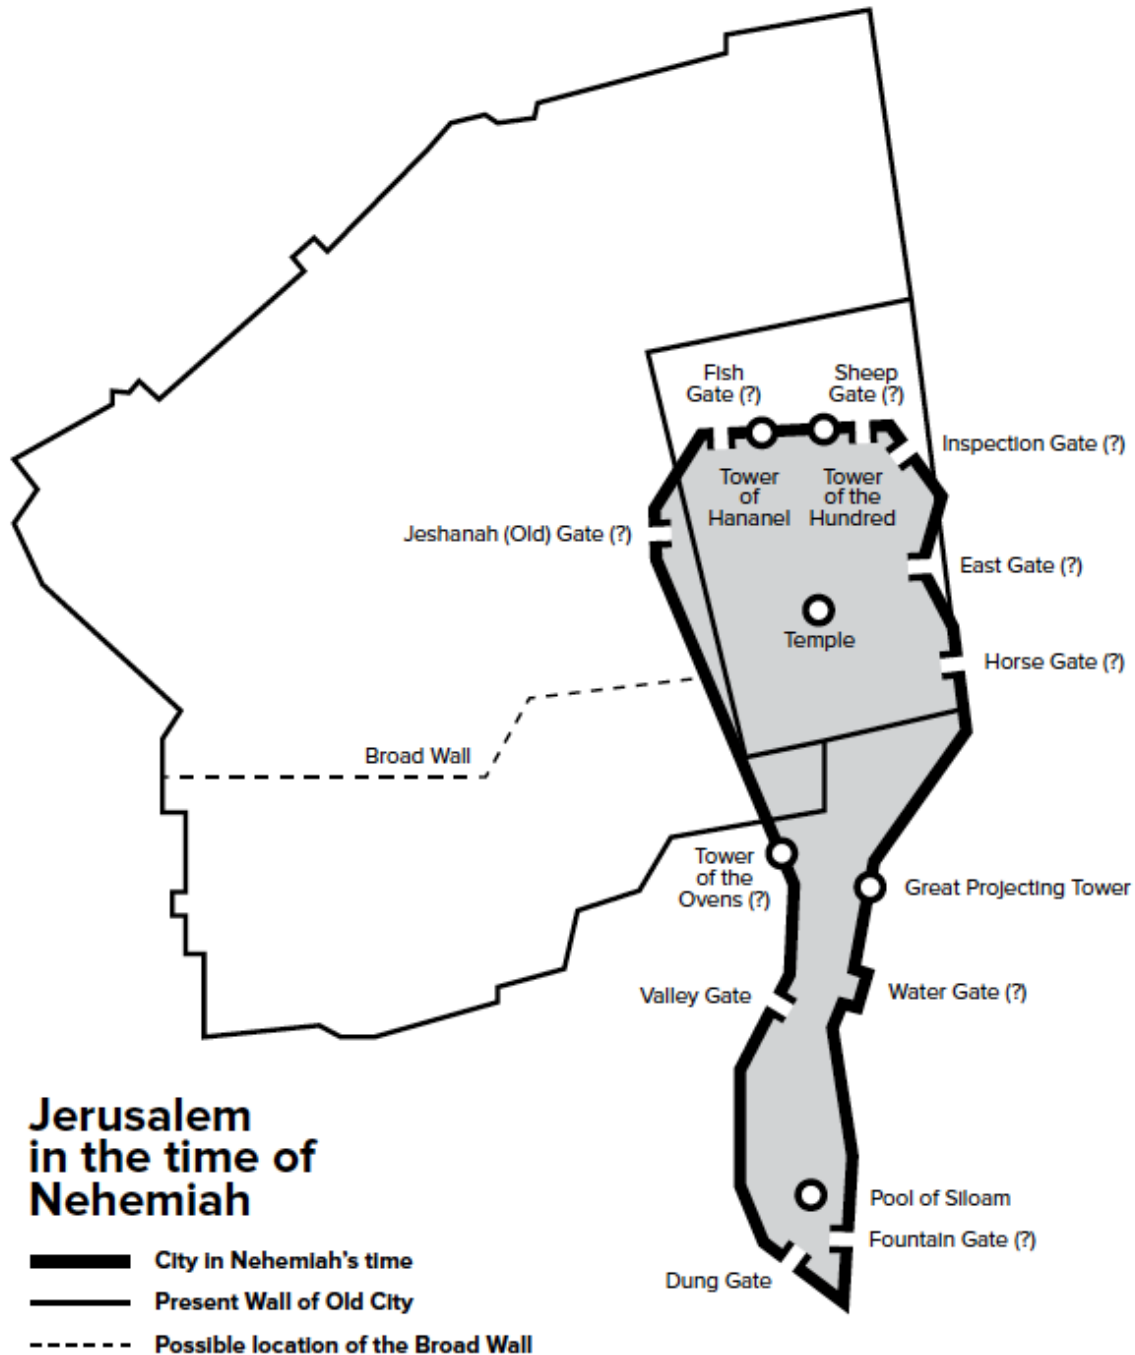 Fish
Gate (?)
Sheep
Gate (?)
Inspection Gate (?)
Tower
of
Hananel
Tower
of the
Hundred
Jeshanah (Old) Gate (?)
East Gate (?)
Temple
Horse Gate (?)
Broad Wall
Tower
of the
Ovens (?)
Great Projecting Tower
Valley Gate
Water Gate (?)
Jerusalem
in the time of
Nehemiah
Pool of Siloam
Fountain Gate (?)
Dung Gate
City in Nehemiah's time
Present Wall of Old City
Possible location of the Broad Wall